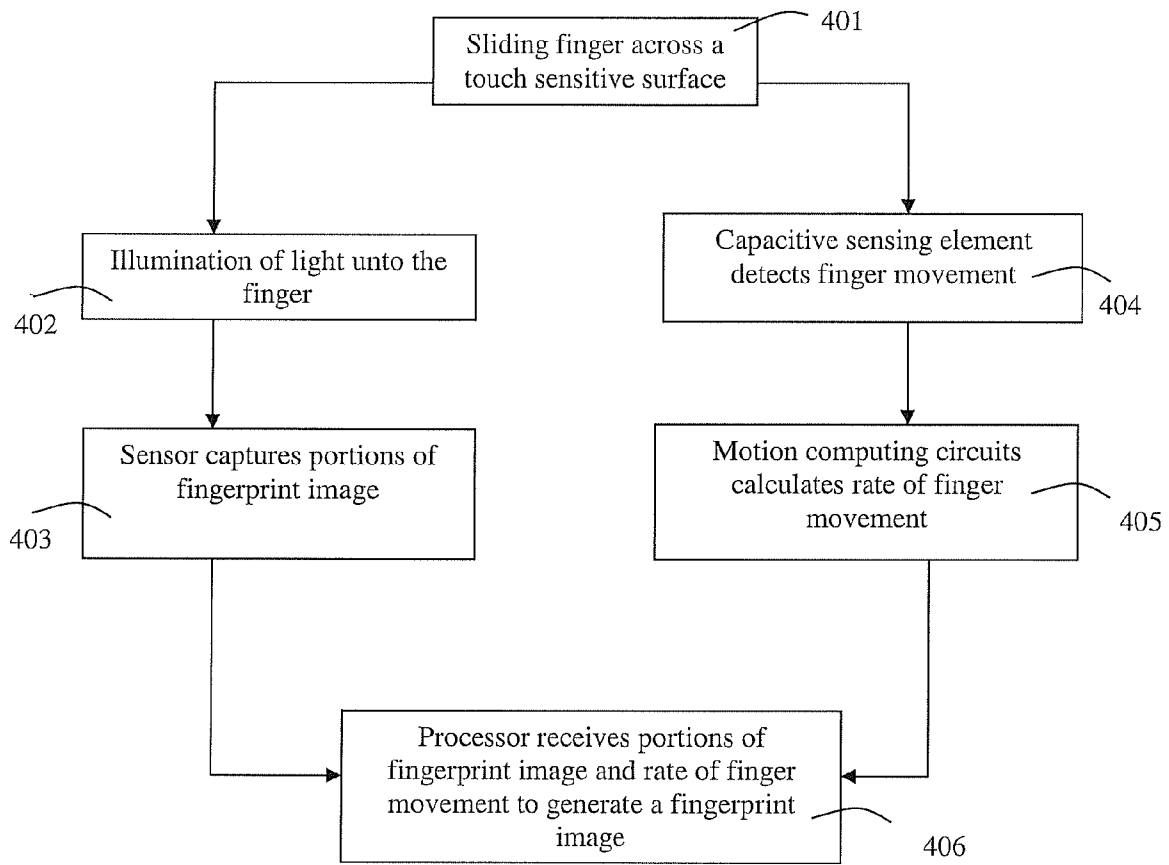 401
Sliding finger across a
touch sensitive surface
Illumination of light unto the
finger
402
Capacitive sensing element
detects finger movement
404
Sensor captures portions of
fingerprint image
403
Motion computing circuits
calculates rate of finger
movement
405
Processor receives portions of
fingerprint image and rate of finger
movement to generate a fingerprint
image
406